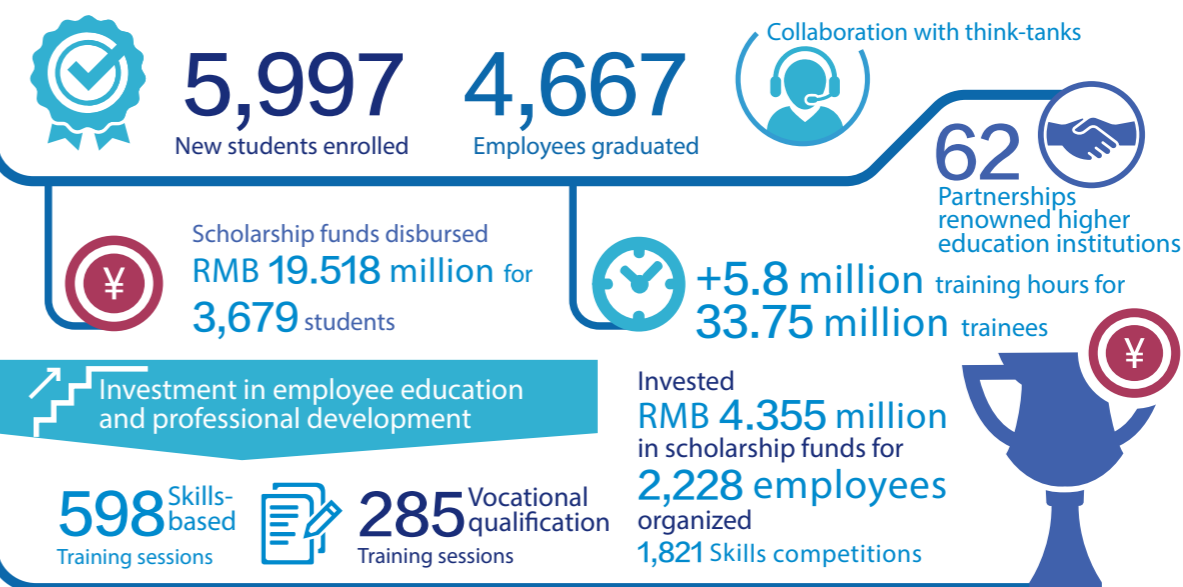 5,997
New students enrolled
4,667
Employees graduated
Collaboration with think-tanks
62
Partnerships
renowned higher
education institutions
¥
Scholarship funds disbursed
RMB 19.518 million for
3,679 students
+5.8 million training hours for
33.75 million trainees
Investment in employee education
and professional development
598 Skills-
based
Training sessions
285 Vocational
qualification
Training sessions
Invested
RMB 4.355 million
in scholarship funds for
2,228 employees
organized
1,821 Skills competitions
¥